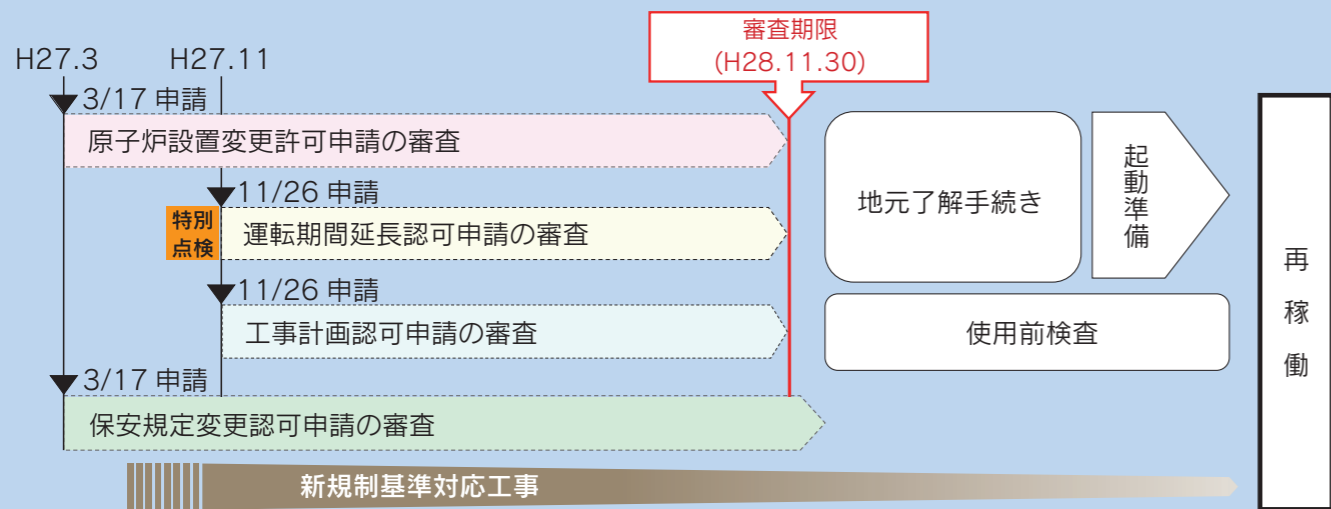 審査期限
(H28.11.30)
H27.3
H27.11
3/17 申請
原子炉設置変更許可申請の審査
11/26 申請
特別
点検
運転期間延長認可申請の審査
11/26 申請
工事計画認可申請の審査
3/17 申請
保安規定変更認可申請の審査
新規制基準対応工事
地元了解手続き
起動準備
使用前検査
再稼働